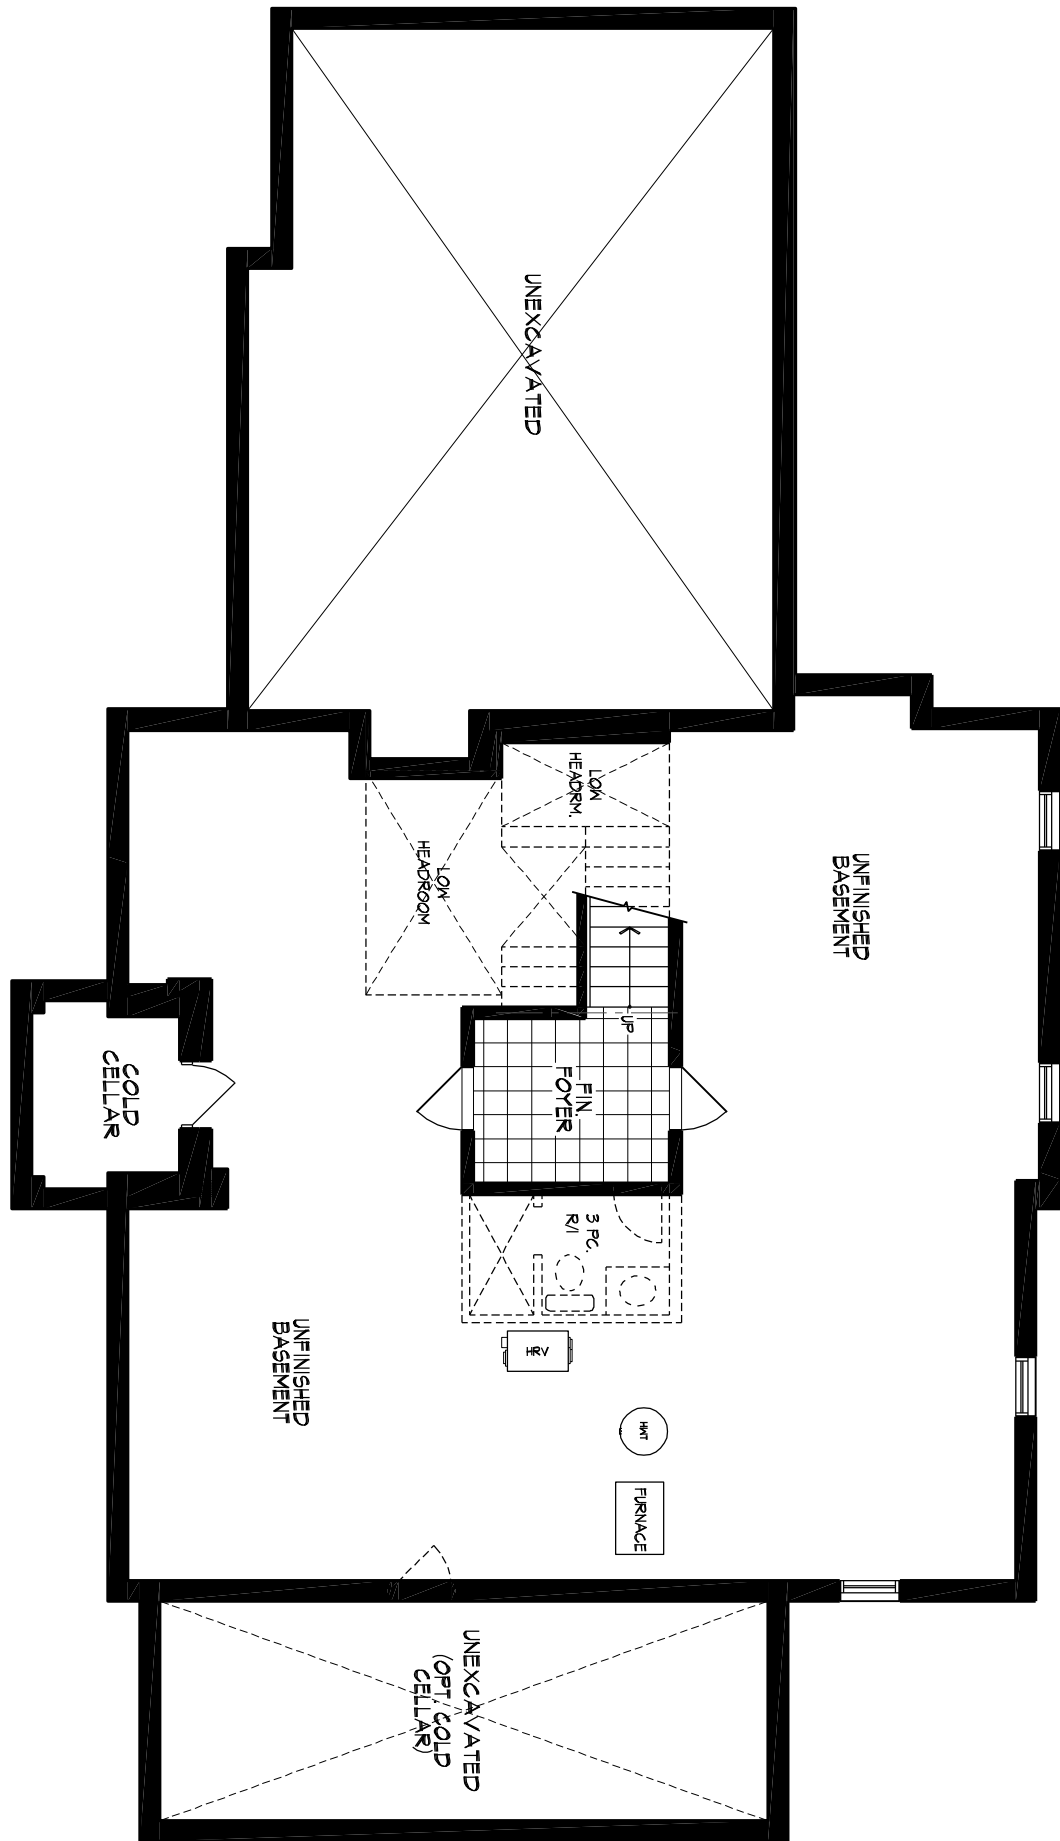 UNEXCAVATED
LOW
HEADRM.
LOW
HEADROOM
UNFINISHED
BASEMENT
UP
FIN.
FOYER
COLD
CELLAR
3 PC.
R/I
HRV
UNFINISHED
BASEMENT
HWT
FURNACE
UNEXCAVATED
(OPT. COLD
CELLAR)